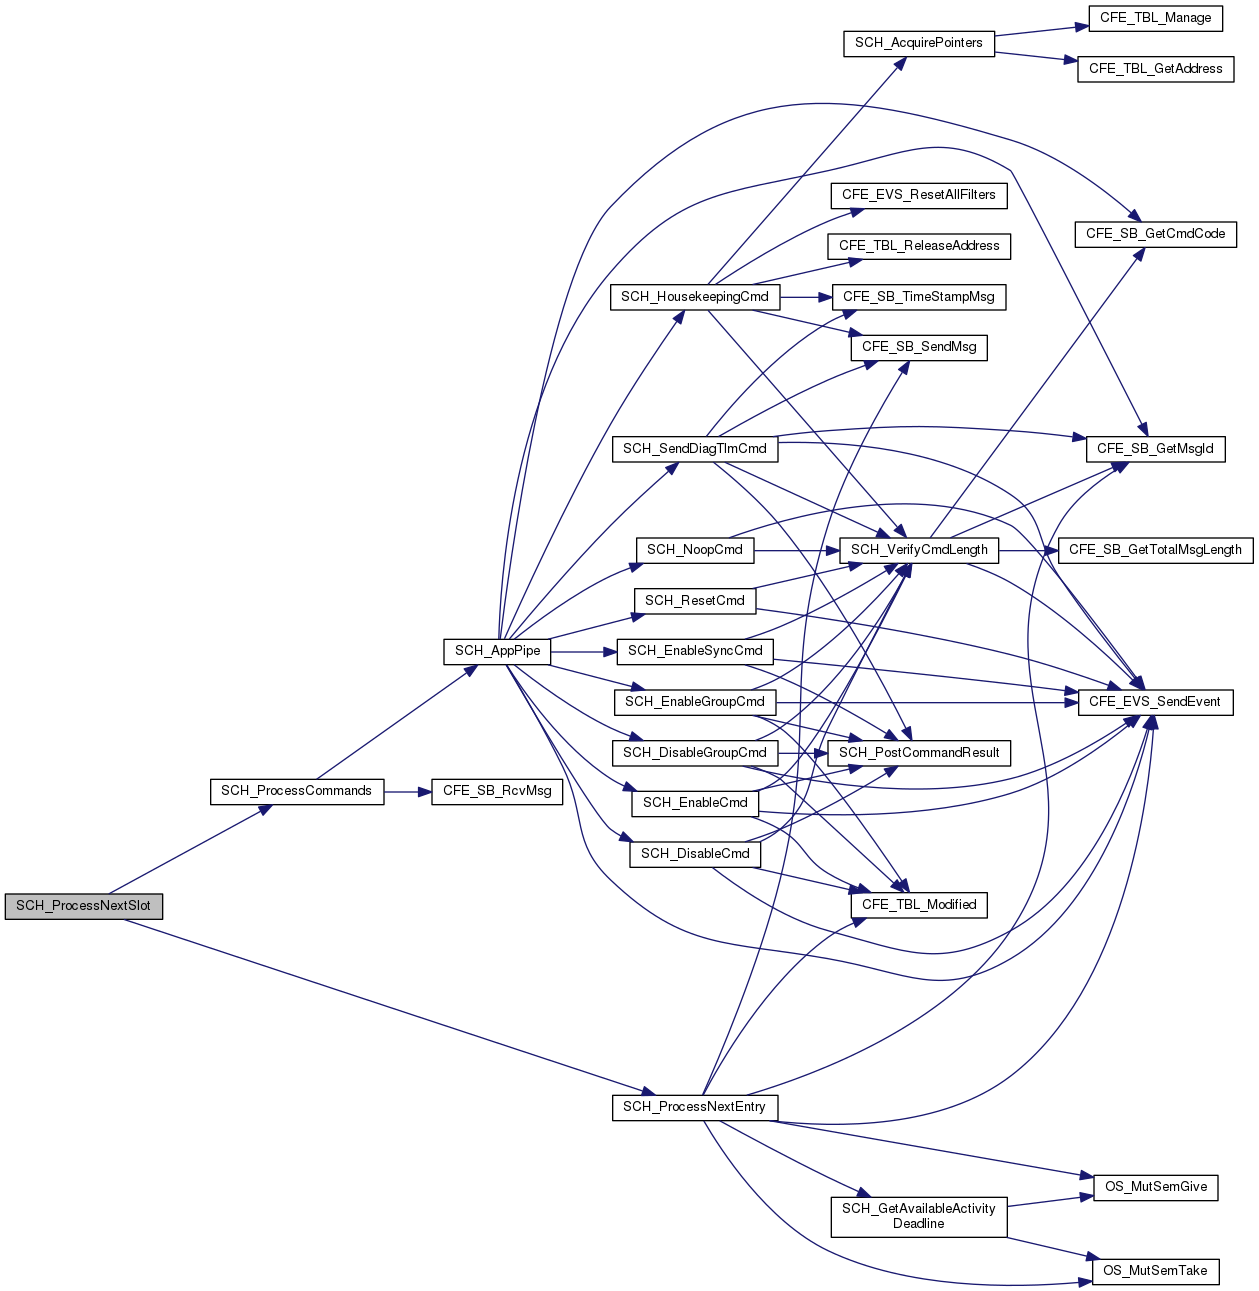 CFE_TBL_Manage
SCH_AcquirePointers
CFE_TBL_GetAddress
CFE_EVS_ResetAllFilters
CFE_SB_GetCmdCode
CFE_TBL_ReleaseAddress
SCH_HousekeepingCmd
CFE_SB_TimeStampMsg
CFE_SB_SendMsg
SCH_SendDiagTlmCmd
CFE_SB_GetMsgId
SCH_NoopCmd
SCH_VerifyCmdLength
CFE_SB_GetTotalMsgLength
SCH_ResetCmd
SCH_AppPipe
SCH_EnableSyncCmd
SCH_EnableGroupCmd
CFE_EVS_SendEvent
SCH_DisableGroupCmd
SCH_PostCommandResult
SCH_ProcessCommands
CFE_SB_RcvMsg
SCH_EnableCmd
SCH_DisableCmd
SCH_ProcessNextSlot
CFE_TBL_Modified
SCH_ProcessNextEntry
OS_MutSemGive
SCH_GetAvailableActivity
Deadline
OS_MutSemTake